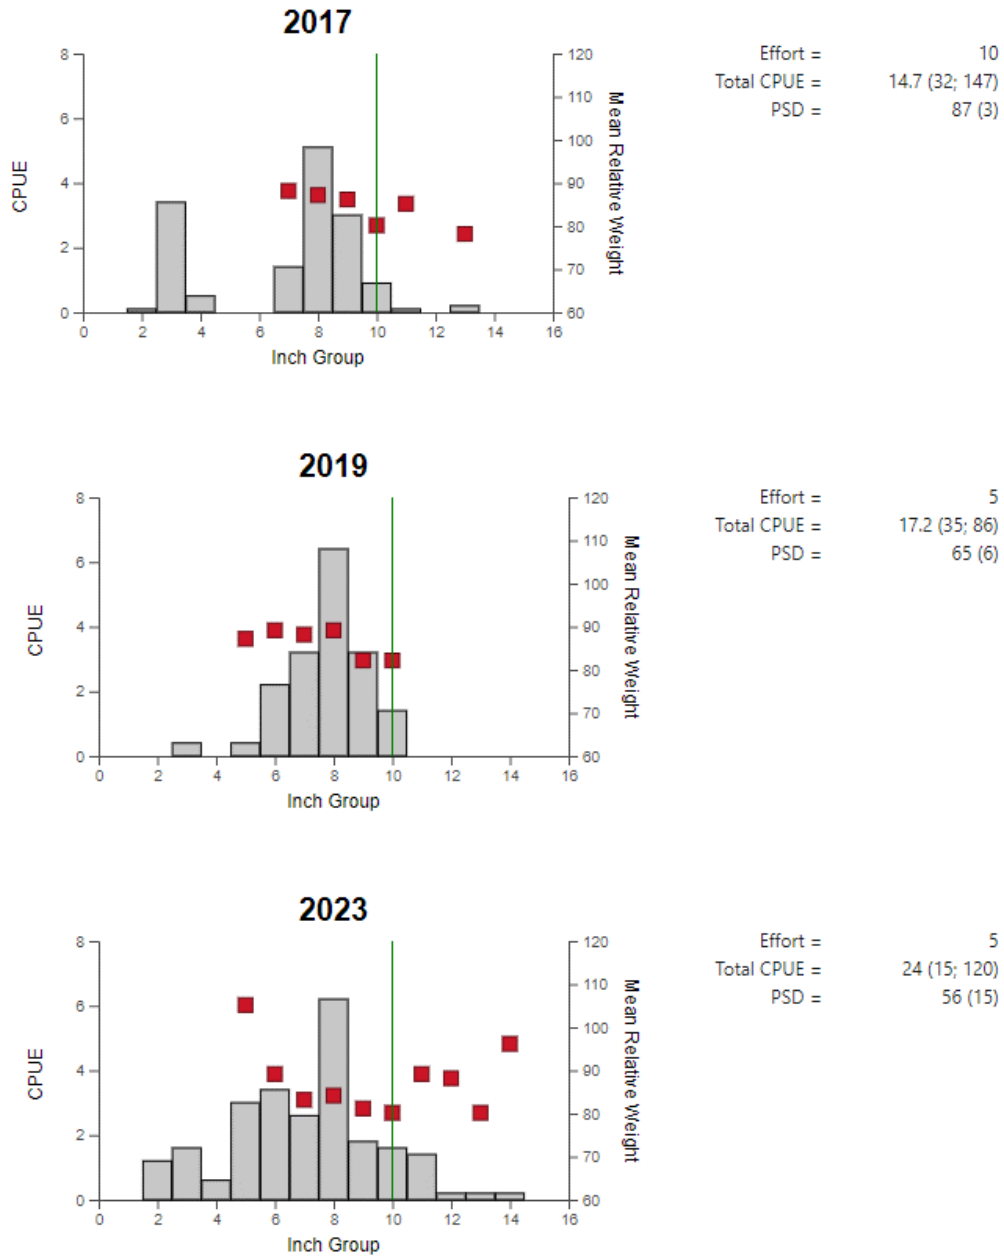 2017
Effort = 10
Total CPUE = 14.7 (32; 147)
PSD = 87 (3)
8
6
4
2
0
CPUE
120
110
100
90
80
70
60
Mean Relative Weight
0 2 4 6 8 10 12 14 16
Inch Group
2019
Effort = 5
Total CPUE = 17.2 (35; 86)
PSD = 65 (6)
8
6
4
2
0
CPUE
120
110
100
90
80
70
60
Mean Relative Weight
0 2 4 6 8 10 12 14 16
Inch Group
2023
Effort = 5
Total CPUE = 24 (15; 120)
PSD = 56 (15)
8
6
4
2
0
CPUE
120
110
100
90
80
70
60
Mean Relative Weight
0 2 4 6 8 10 12 14 16
Inch Group